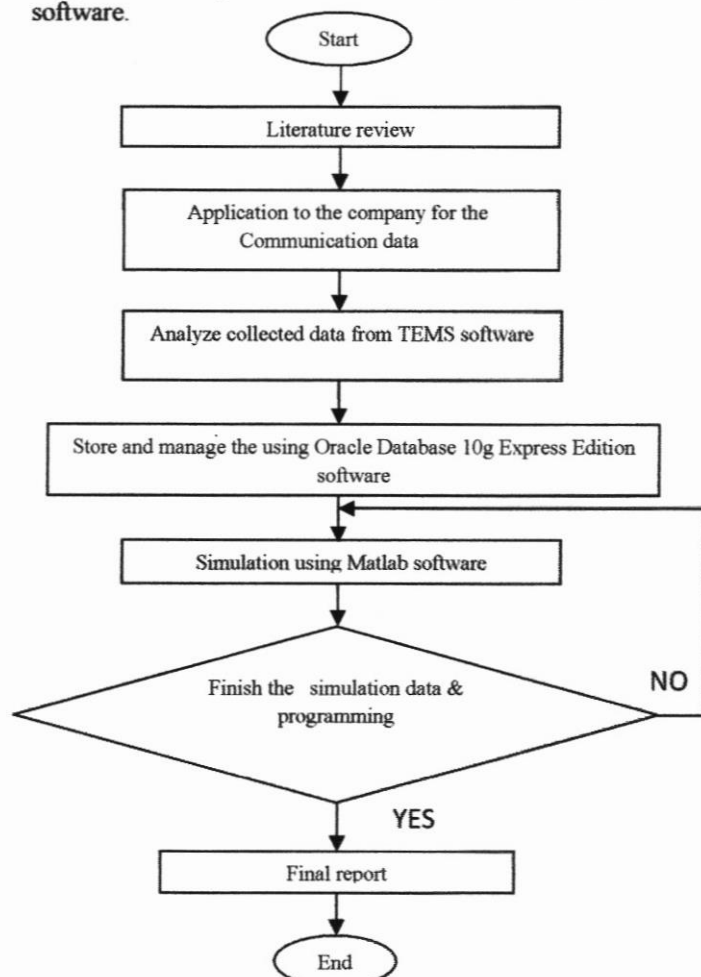 software.
Start
Literature review
Application to the company for the
Communication data
Analyze collected data from TEMS software
Store and manage the using Oracle Database 10g Express Edition
software
Simulation using Matlab software
Finish the simulation data &
programming
NO
YES
Final report
End